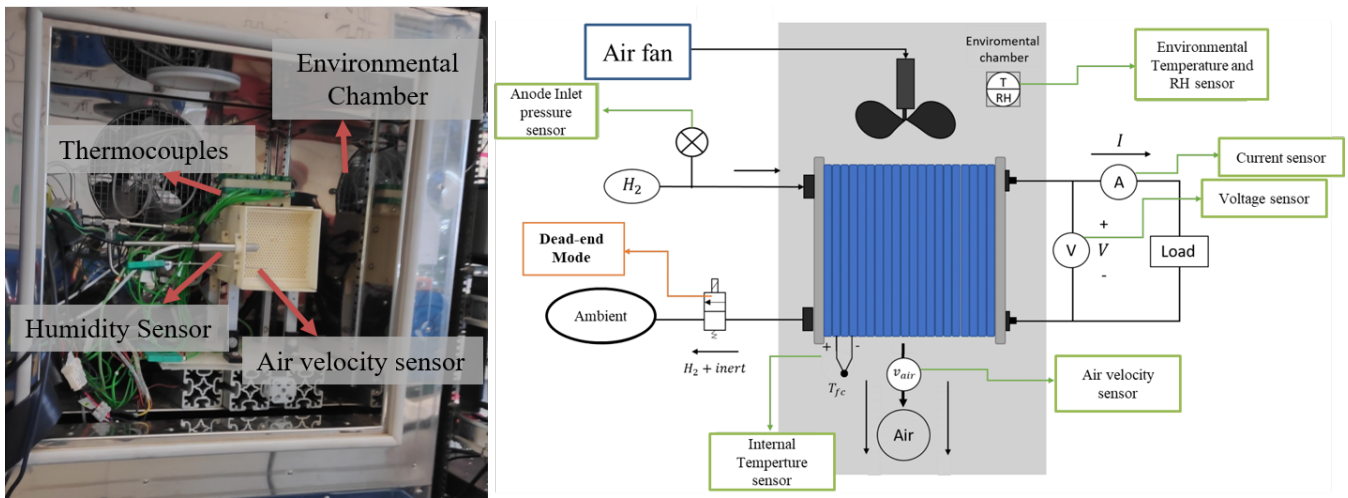 Environmental
Chamber
Thermocouples
Humidity Sensor
Air velocity sensor
Air fan
Enviromental
chamber
T
RH
Environmental
Temperature and
RH sensor
Anode Inlet
pressure
sensor
I
A
Current sensor
H₂
Voltage sensor
Dead-end
Mode
+
V
V
-
Load
Ambient
H₂ + inert
+
-
T_fc
v_air
Air velocity
sensor
Air
Internal
Temperture
sensor